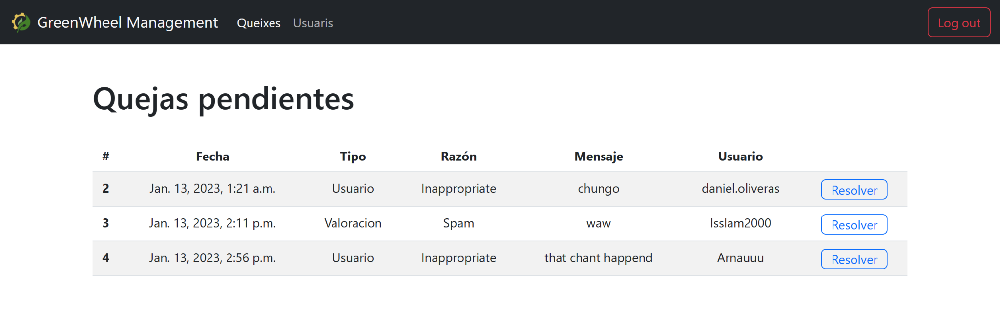 GreenWheel Management Queixes Usuaris Log out
Quejas pendientes
# Fecha Tipo Razón Mensaje Usuario
2 Jan. 13, 2023, 1:21 a.m. Usuario Inappropriate chungo daniel.oliveras Resolver
3 Jan. 13, 2023, 2:11 p.m. Valoracion Spam waw Isslam2000 Resolver
4 Jan. 13, 2023, 2:56 p.m. Usuario Inappropriate that chant happend Arnauuu Resolver